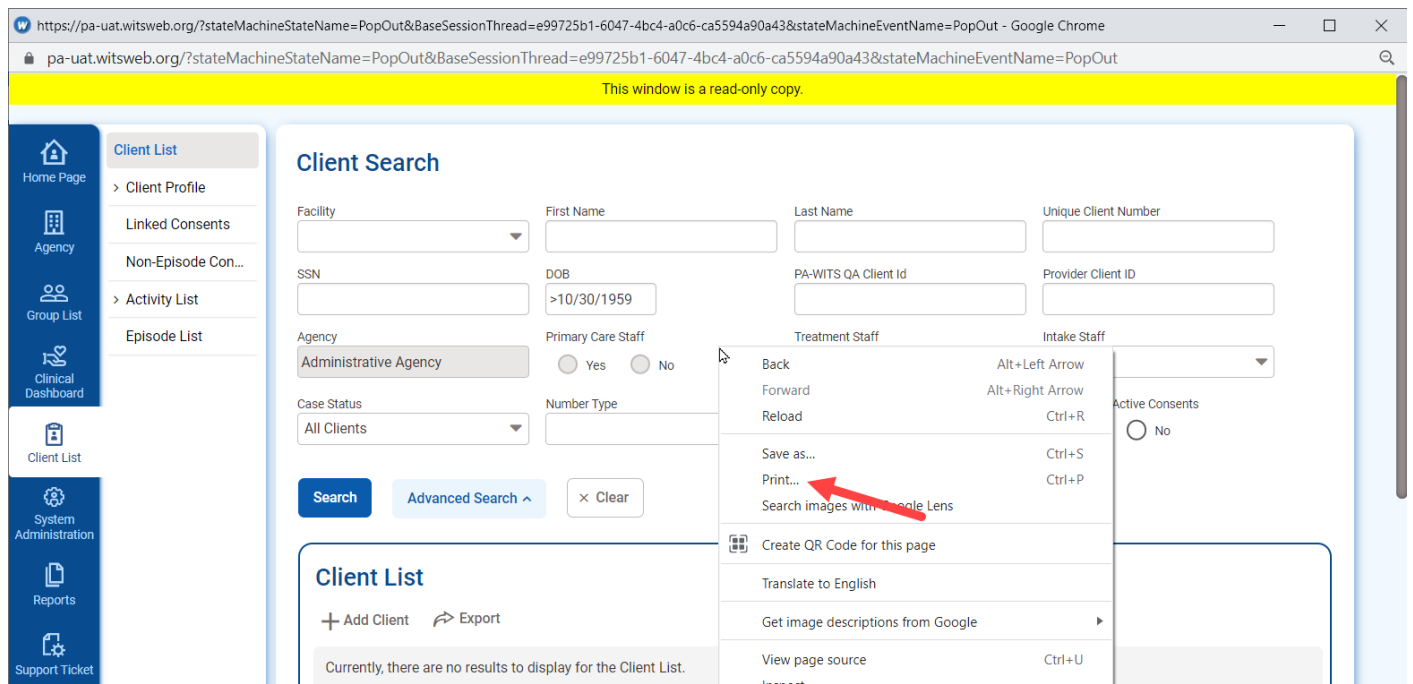 https://pa-uat.witsweb.org/?stateMachineStateName=PopOut&BaseSessionThread=e99725b1-6047-4bc4-a0c6-ca5594a90a43&stateMachineEventName=PopOut - Google Chrome
pa-uat.witsweb.org/?stateMachineStateName=PopOut&BaseSessionThread=e99725b1-6047-4bc4-a0c6-ca5594a90a43&stateMachineEventName=PopOut
This window is a read-only copy.
Home Page
Agency
Group List
Clinical
Dashboard
Client List
System
Administration
Reports
Support Ticket
Client List
Client Profile
Linked Consents
Non-Episode Con...
Activity List
Episode List
Client Search
Facility First Name Last Name Unique Client Number
SSN DOB PA-WITS QA Client Id Provider Client ID
>10/30/1959
Agency Primary Care Staff Treatment Staff Intake Staff
Administrative Agency Yes No
Case Status Number Type Active Consents
All Clients No
Search Advanced Search × Clear
Client List
Add Client Export
Currently, there are no results to display for the Client List.
Back Alt+Left Arrow
Forward Alt+Right Arrow
Reload Ctrl+R
Save as... Ctrl+S
Print... Ctrl+P
Search images with Google Lens
Create QR Code for this page
Translate to English
Get image descriptions from Google
View page source Ctrl+U
Inspect